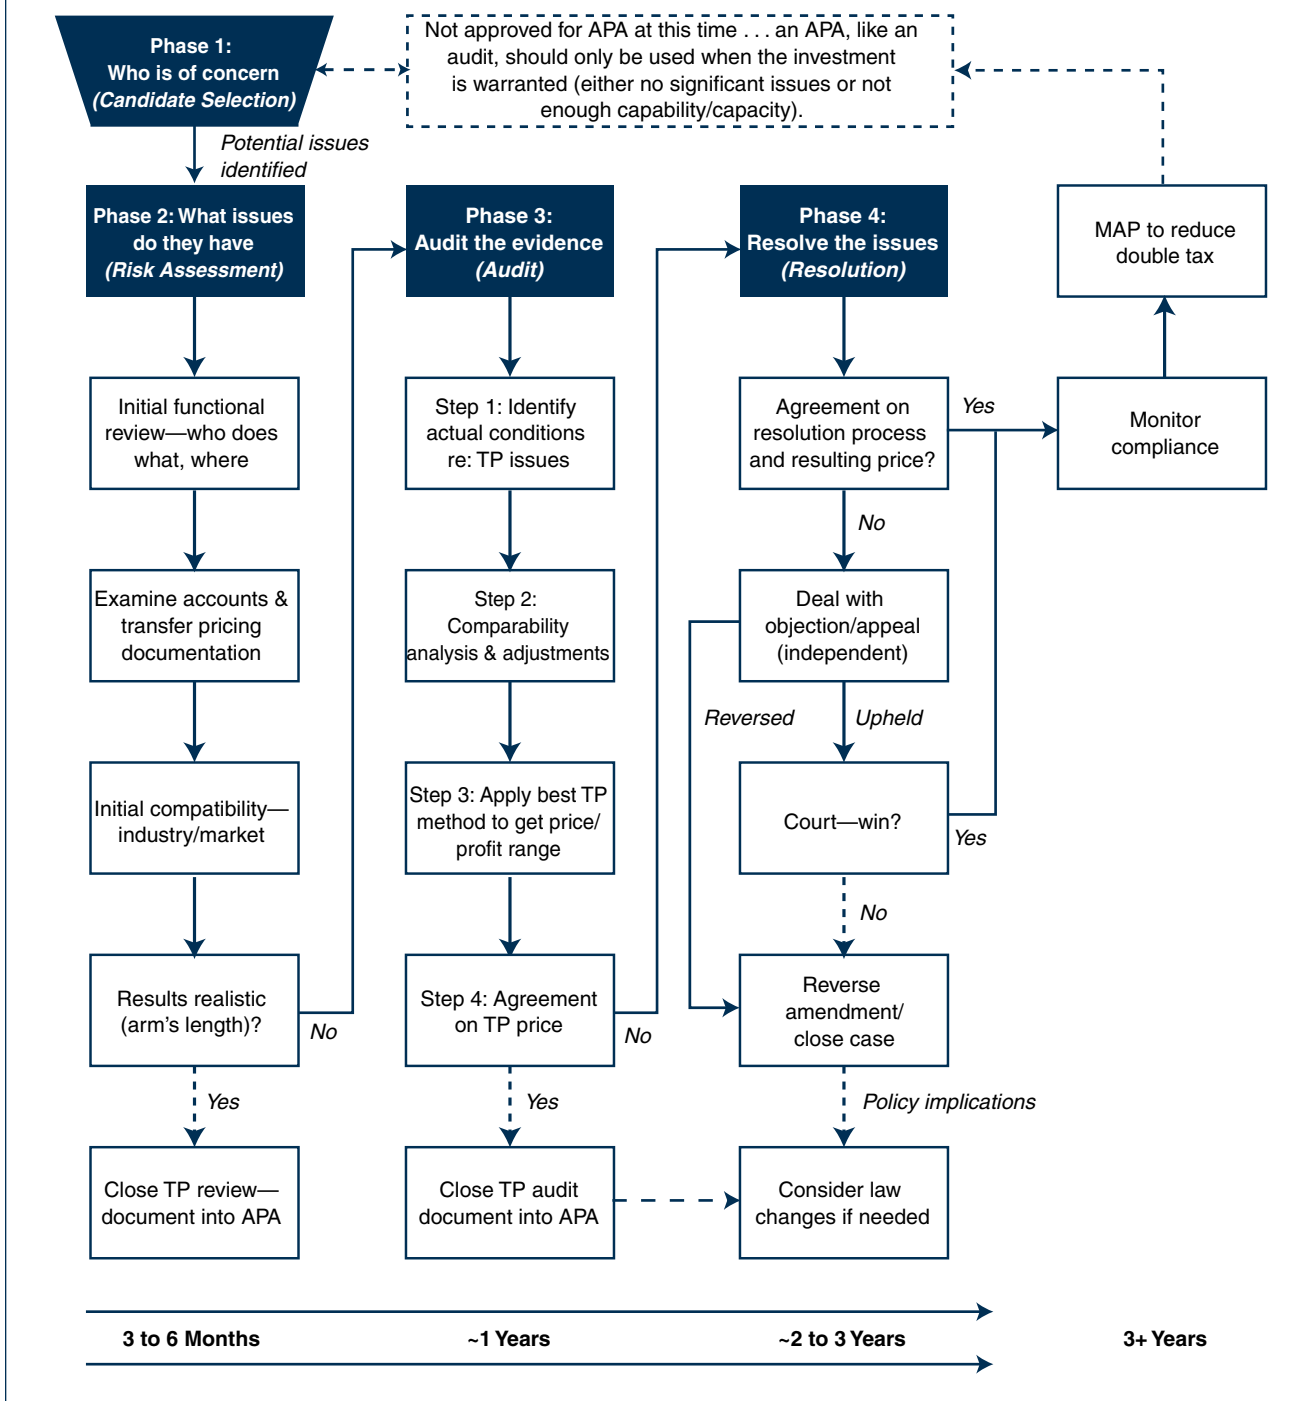 Phase 1:
Who is of concern
(Candidate Selection)
Not approved for APA at this time . . . an APA, like an
audit, should only be used when the investment
is warranted (either no significant issues or not
enough capability/capacity).
Potential issues
identified
Phase 2: What issues
do they have
(Risk Assessment)
Phase 3:
Audit the evidence
(Audit)
Phase 4:
Resolve the issues
(Resolution)
MAP to reduce
double tax
Initial functional
review—who does
what, where
Step 1: Identify
actual conditions
re: TP issues
Agreement on
resolution process
and resulting price?
Yes
Monitor
compliance
No
Examine accounts &
transfer pricing
documentation
Step 2:
Comparability
analysis & adjustments
Deal with
objection/appeal
(independent)
Reversed
Upheld
Initial compatibility—
industry/market
Step 3: Apply best TP
method to get price/
profit range
Court—win?
Yes
No
Results realistic
(arm's length)?
No
Step 4: Agreement
on TP price
No
Reverse
amendment/
close case
Yes
Yes
Policy implications
Close TP review—
document into APA
Close TP audit
document into APA
Consider law
changes if needed
3 to 6 Months
~1 Years
~2 to 3 Years
3+ Years